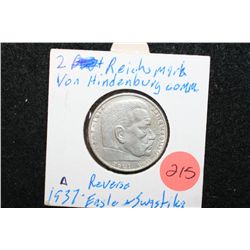 2 Reichsmark
Von Hindenburg comm.
215
A Reverse
1937 - Eagle & Swastika